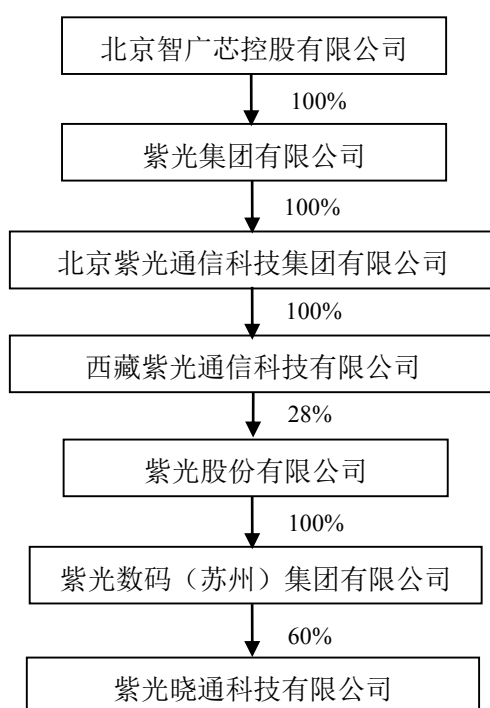 北京智广芯控股有限公司
100%
紫光集团有限公司
100%
北京紫光通信科技集团有限公司
100%
西藏紫光通信科技有限公司
28%
紫光股份有限公司
100%
紫光数码（苏州）集团有限公司
60%
紫光晓通科技有限公司